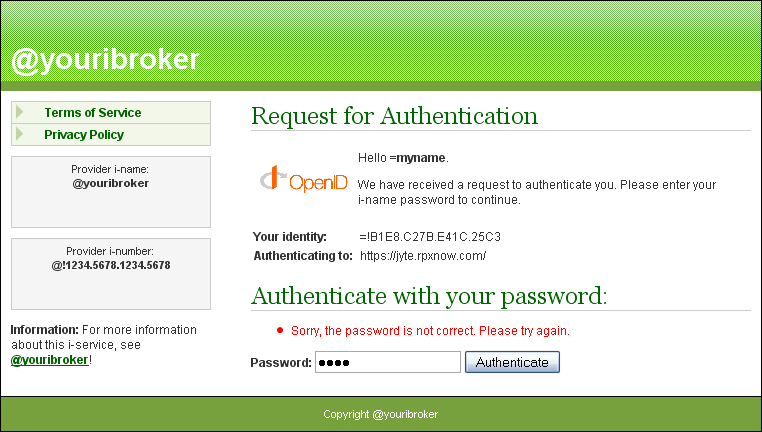 @youribroker
Terms of Service
Privacy Policy
Provider i-name:
@youribroker
Provider i-number:
@!1234.5678.1234.5678
Information: For more information
about this i-service, see
@youribroker!
Request for Authentication
OpenID
Hello =myname.
We have received a request to authenticate you. Please enter your
i-name password to continue.
Your identity: =!B1E8.C27B.E41C.25C3
Authenticating to: https://jyte.rpxnow.com/
Authenticate with your password:
Sorry, the password is not correct. Please try again.
Password: ●●●● Authenticate
Copyright @youribroker